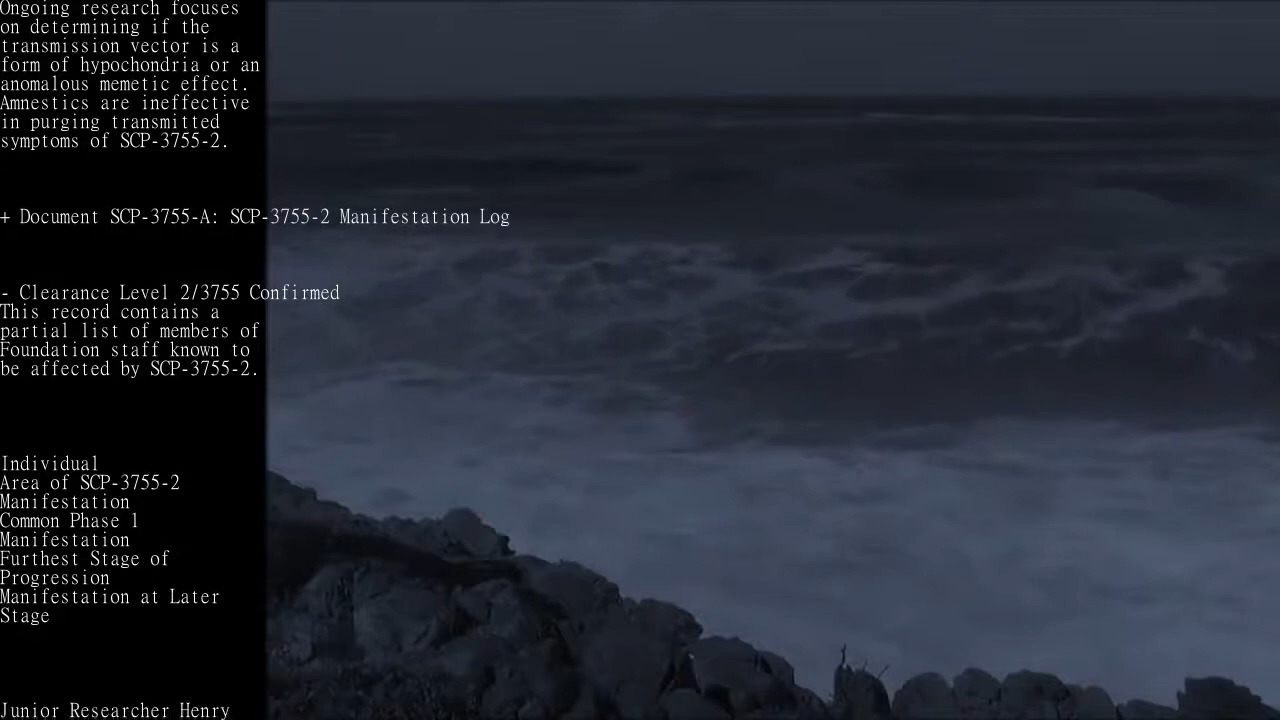 Ongoing research focuses
on determining if the
transmission vector is a
form of hypochondria or an
anomalous memetic effect.
Amnestics are ineffective
in purging transmitted
symptoms of SCP-3755-2.
+ Document SCP-3755-A: SCP-3755-2 Manifestation Log
- Clearance Level 2/3755 Confirmed
This record contains a
partial list of members of
Foundation staff known to
be affected by SCP-3755-2.
Individual
Area of SCP-3755-2
Manifestation
Common Phase 1
Manifestation
Furthest Stage of
Progression
Manifestation at Later
Stage
Junior Researcher Henry